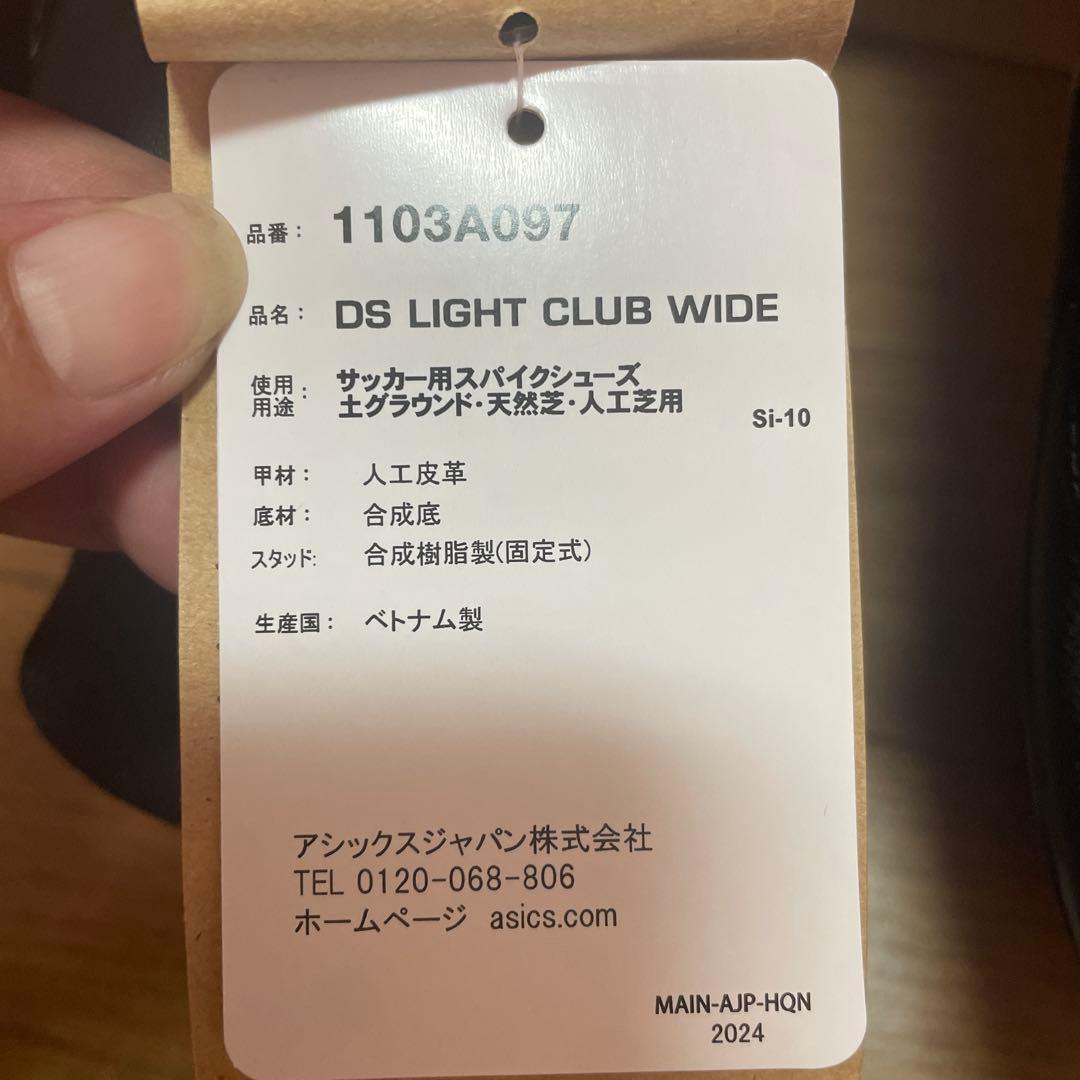 品番： 1103A097
品名： DS LIGHT CLUB WIDE
使用用途： サッカー用スパイクシューズ
土グラウンド・天然芝・人工芝用
Si-10
甲材： 人工皮革
底材： 合成底
スタッド: 合成樹脂製(固定式)
生産国： ベトナム製
アシックスジャパン株式会社
TEL 0120-068-806
ホームページ asics.com
MAIN-AJP-HQN
2024